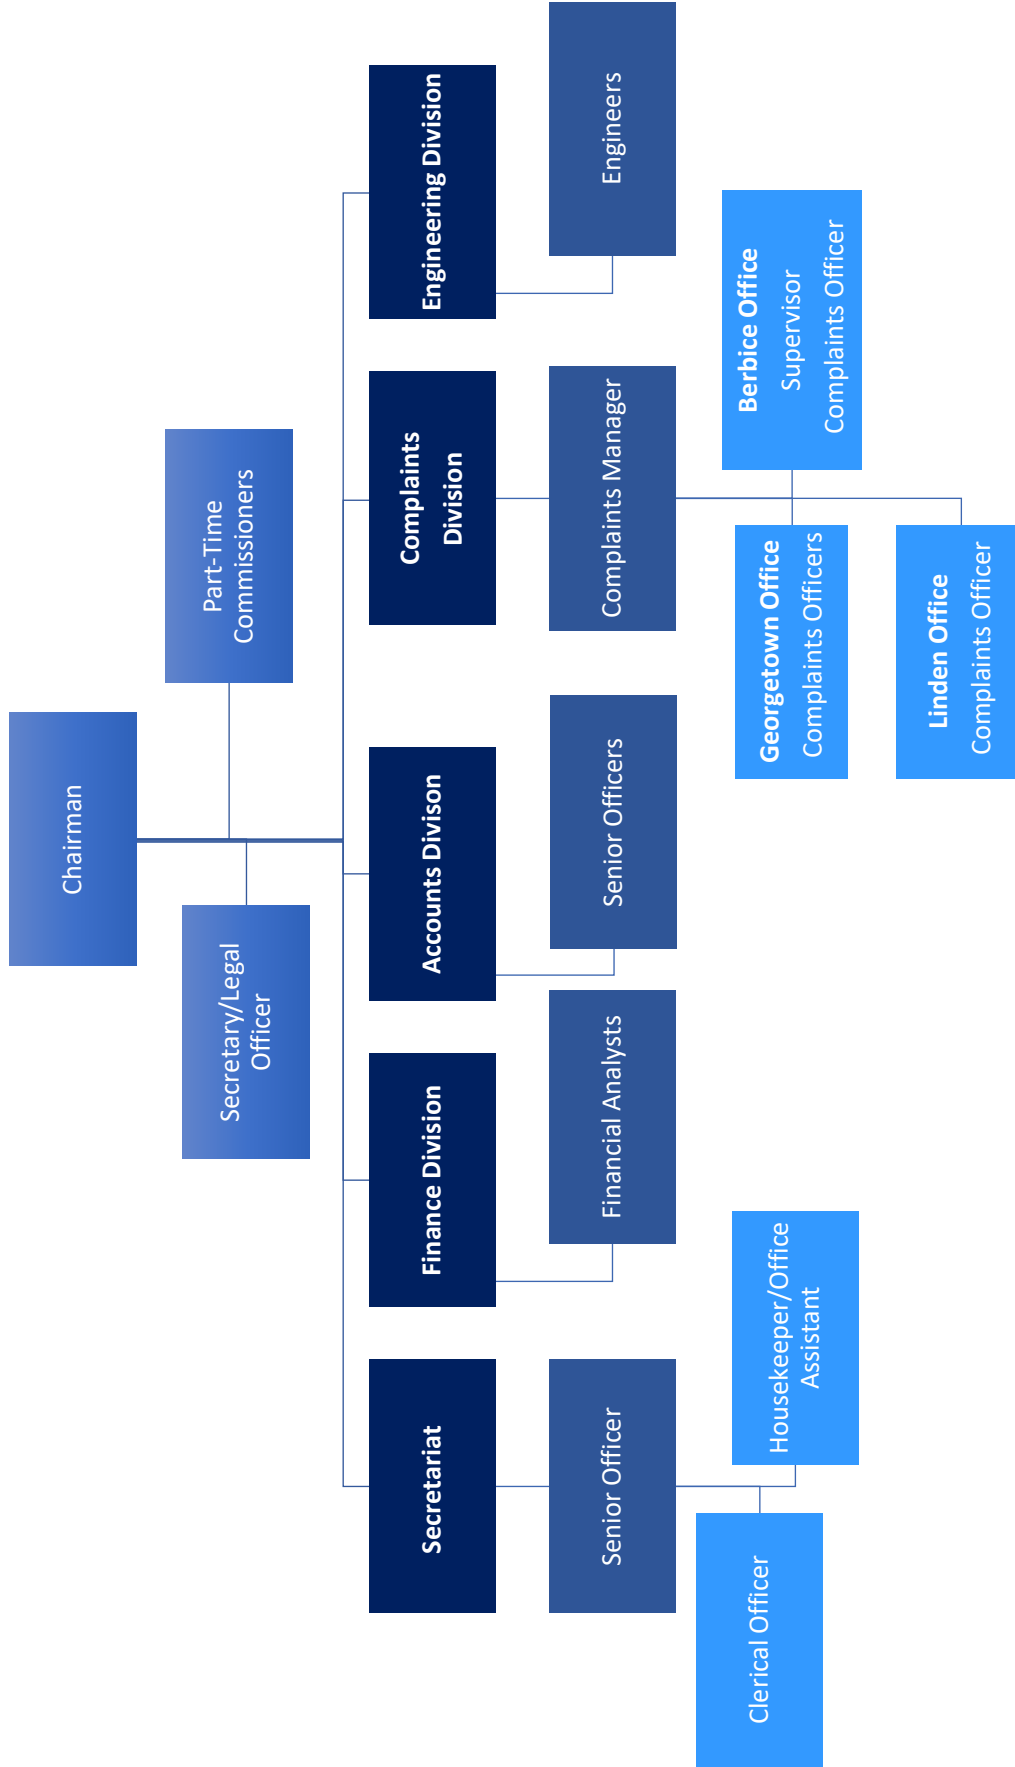 Chairman
Secretary/Legal
Officer
Part-Time
Commissioners
Secretariat
Finance Division
Accounts Divison
Complaints
Division
Engineering Division
Senior Officer
Financial Analysts
Senior Officers
Complaints Manager
Engineers
Clerical Officer
Housekeeper/Office
Assistant
Georgetown Office
Complaints Officers
Berbice Office
Supervisor
Complaints Officer
Linden Office
Complaints Officer